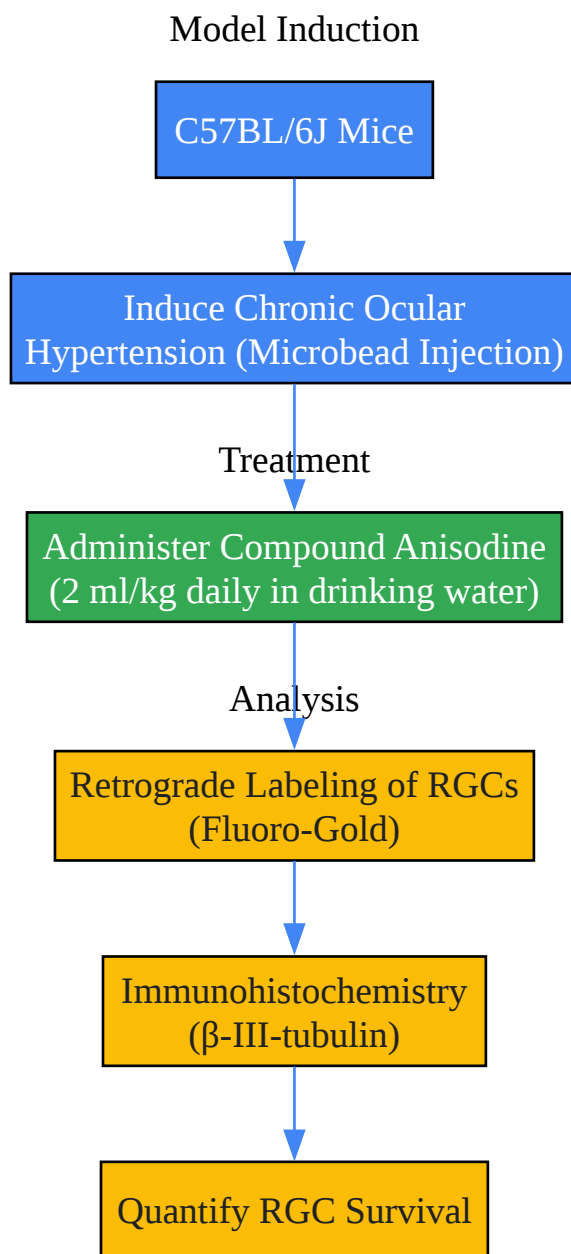 Model Induction
C57BL/6J Mice
Induce Chronic Ocular
Hypertension (Microbead Injection)
Treatment
Administer Compound Anisodine
(2 ml/kg daily in drinking water)
Analysis
Retrograde Labeling of RGCs
(Fluoro-Gold)
Immunohistochemistry
(β-III-tubulin)
Quantify RGC Survival